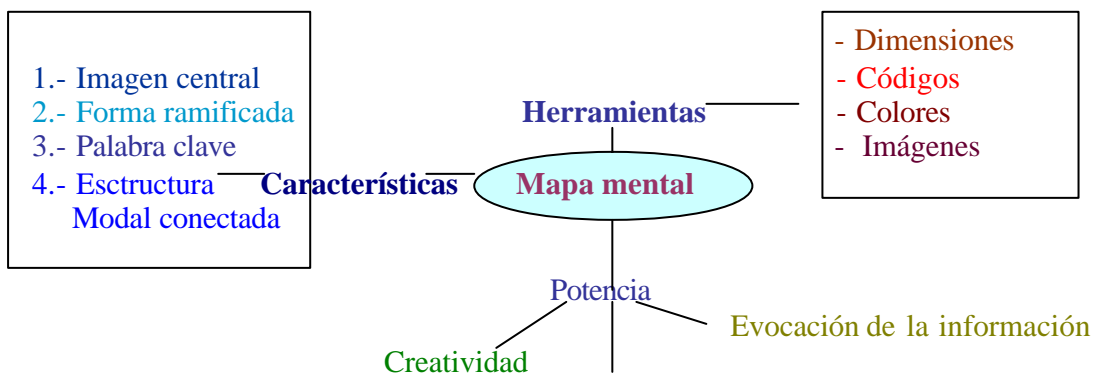 1.- Imagen central
2.- Forma ramificada
3.- Palabra clave
4.- Esctructura
Modal conectada
Características
Herramientas
- Dimensiones
- Códigos
- Colores
- Imágenes
Mapa mental
Potencia
Creatividad
Evocación de la información